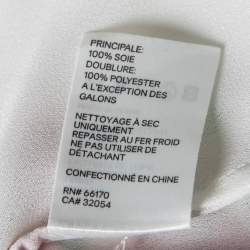 PRINCIPALE:
100% SOIE
DOUBLURE:
100% POLYESTER
A L'EXCEPTION DES
GALONS
NETTOYAGE À SEC
UNIQUEMENT
REPASSER AU FER FROID
NE PAS UTILISER DE
DÉTACHANT
CONFECTIONNÉ EN CHINE
RN# 66170
CA# 32054